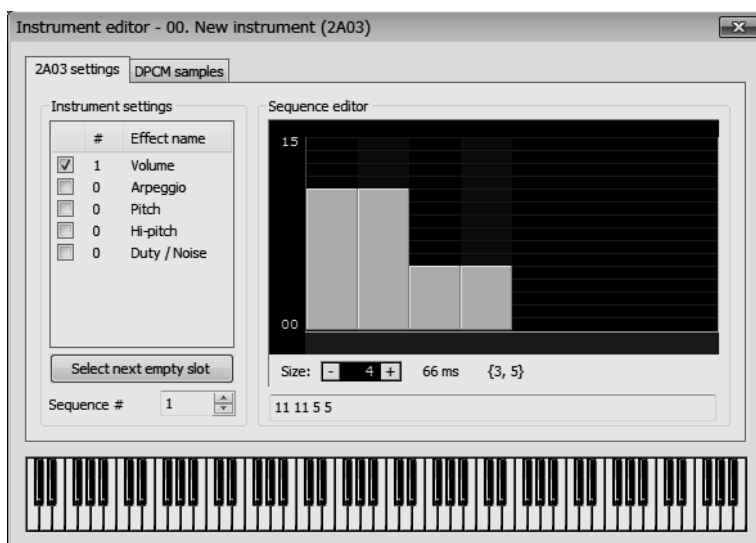 Instrument editor - 00. New instrument (2A03)
2A03 settings DPCM samples
Instrument settings
# Effect name
1 Volume
0 Arpeggio
0 Pitch
0 Hi-pitch
0 Duty / Noise
Select next empty slot
Sequence # 1
Sequence editor
15
00
Size: - 4 + 66 ms {3, 5}
11 11 5 5